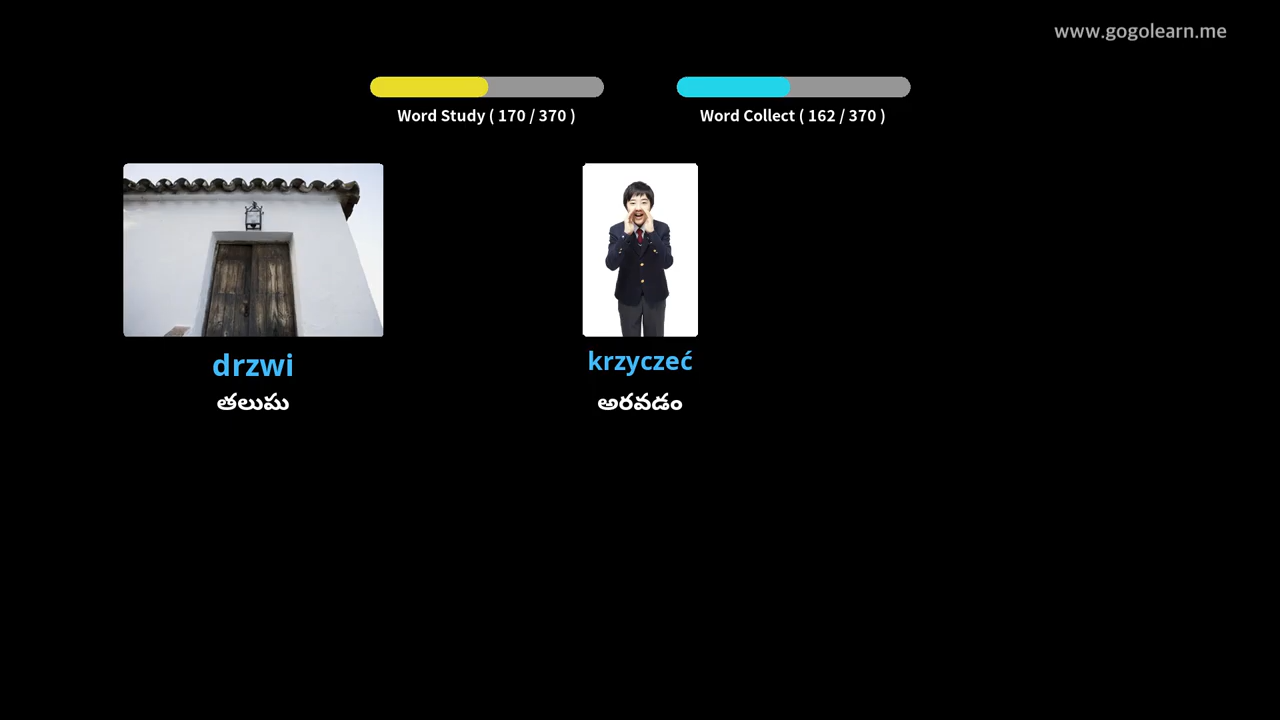 www.gogolearn.me
Word Study ( 170 / 370 )
Word Collect ( 162 / 370 )
drzwi
తలుపు
krzyczeć
అరవడం